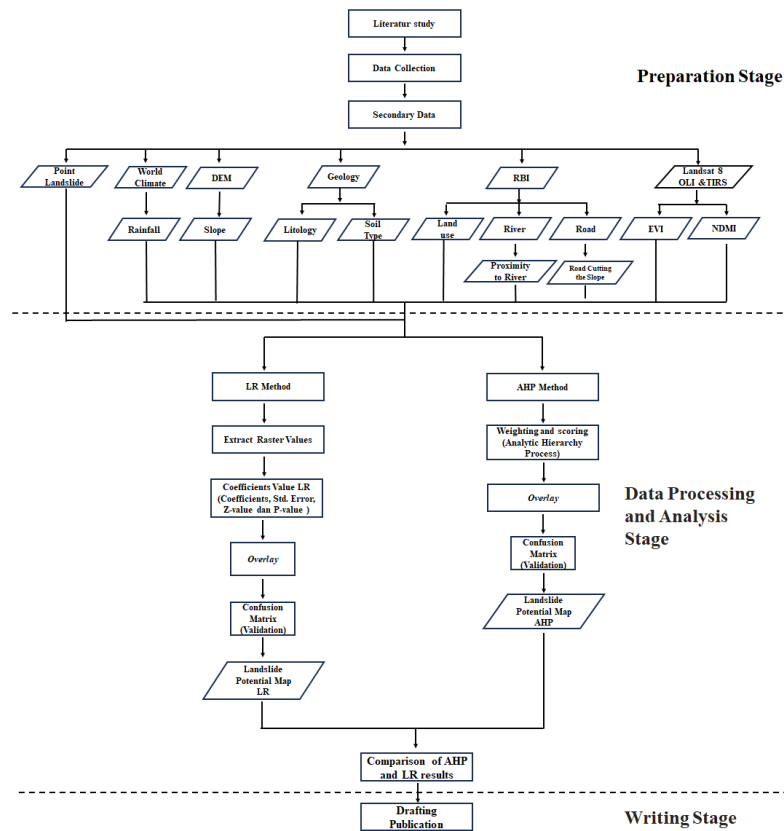 Literatur study
Data Collection
Preparation Stage
Secondary Data
Point
Landslide
World
Climate
DEM
Geology
RBI
Landsat 8
OLI &TIRS
Rainfall
Slope
Litology
Soil
Type
Land
use
River
Road
EVI
NDMI
Proximity
to River
Road Cutting
the Slope
LR Method
AHP Method
Extract Raster Values
Weighting and scoring
(Analytic Hierarchy
Process)
Coefficients Value LR
(Coefficients, Std. Error,
Z-value dan P-value )
Overlay
Data Processing
and Analysis
Stage
Overlay
Confusion
Matrix
(Validation)
Confusion
Matrix
(Validation)
Landslide
Potential Map
AHP
Landslide
Potential Map
LR
Comparison of AHP
and LR results
Drafting
Publication
Writing Stage